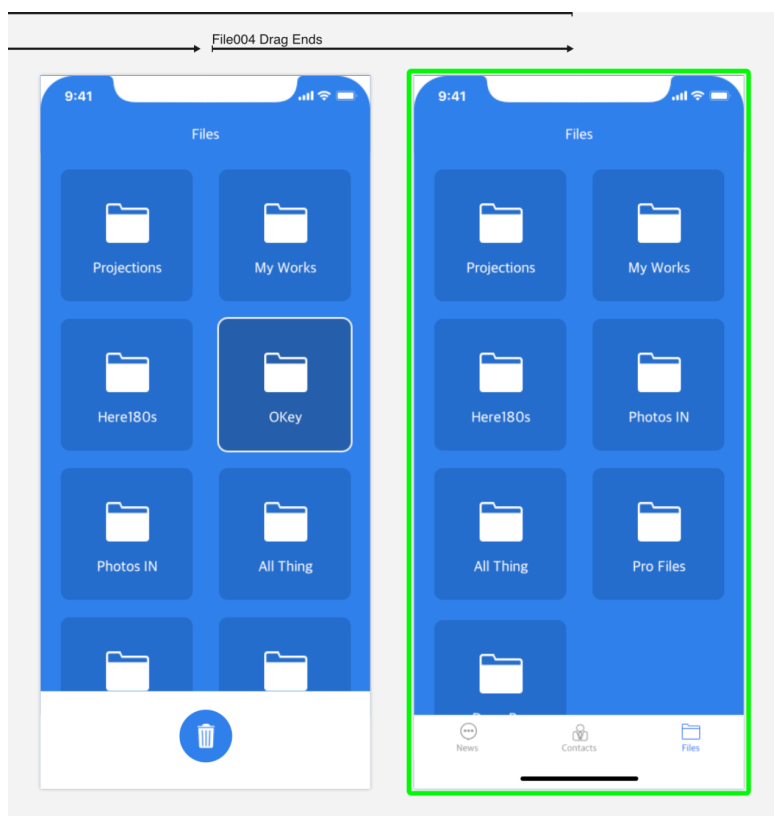 File004 Drag Ends
9:41
Files
Projections
My Works
Here180s
OKey
Photos IN
All Thing
9:41
Files
Projections
My Works
Here180s
Photos IN
All Thing
Pro Files
News
Contacts
Files